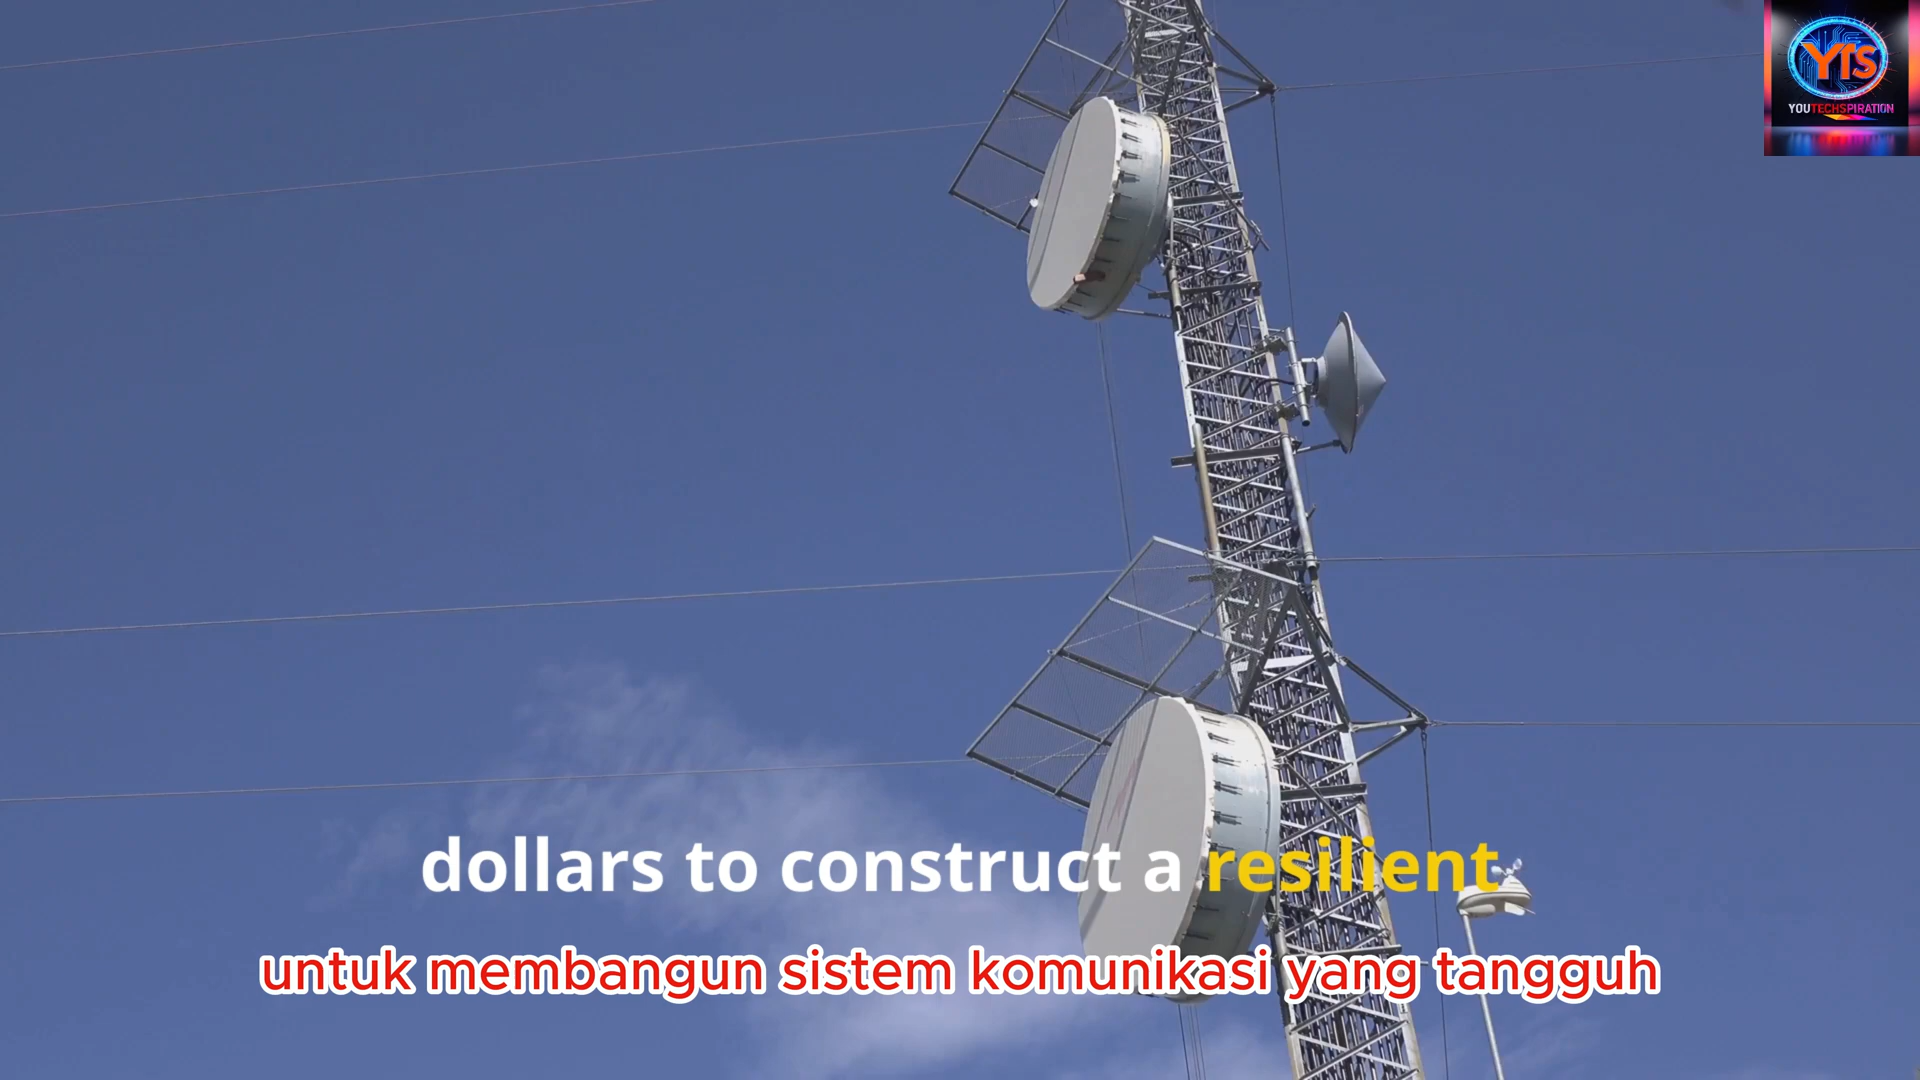 YTS
YOUTECHSPIRATION
dollars to construct a resilient
untuk membangun sistem komunikasi yang tangguh